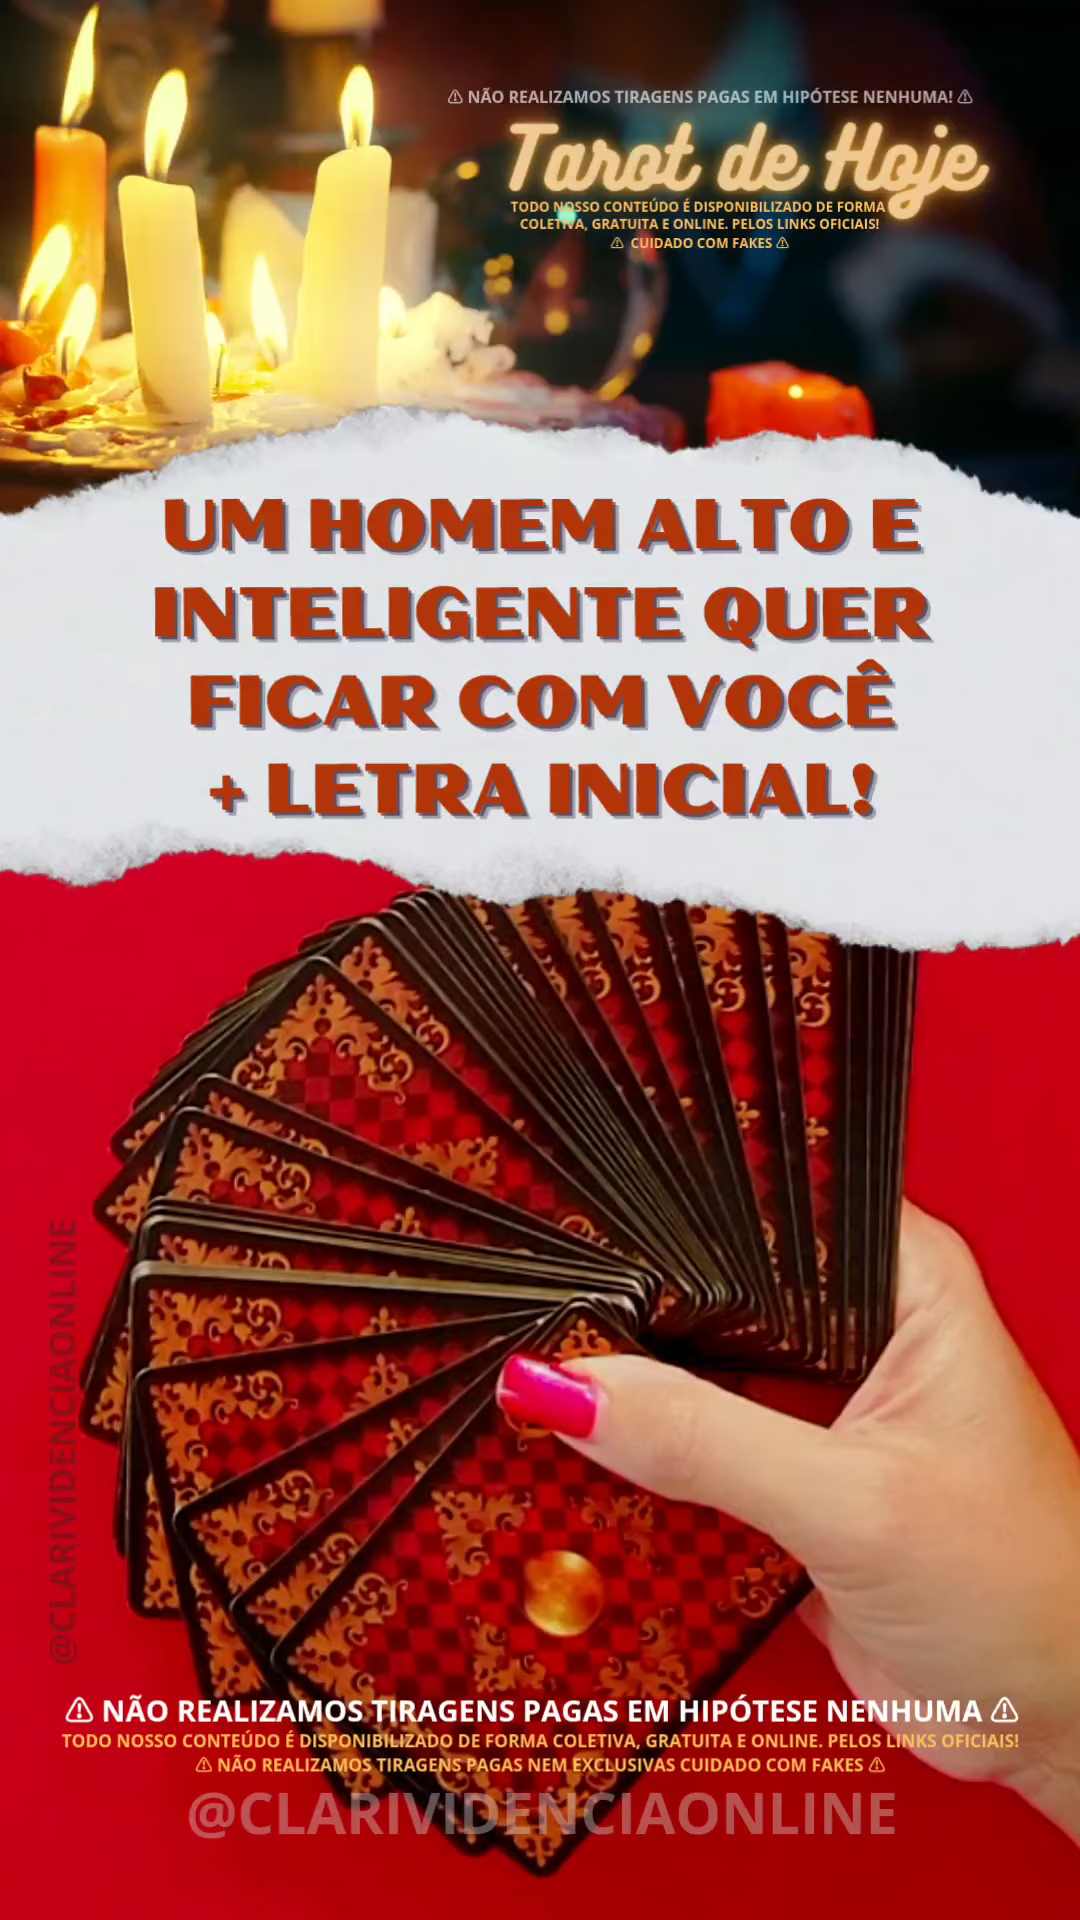 ⚠ NÃO REALIZAMOS TIRAGENS PAGAS EM HIPÓTESE NENHUMA! ⚠
Tarot de Hoje
TODO NOSSO CONTEÚDO É DISPONIBILIZADO DE FORMA
COLETIVA, GRATUITA E ONLINE. PELOS LINKS OFICIAIS!
⚠ CUIDADO COM FAKES ⚠
UM HOMEM ALTO E
INTELIGENTE QUER
FICAR COM VOCÊ
+ LETRA INICIAL!
@CLARIVIDENCIAONLINE
⚠ NÃO REALIZAMOS TIRAGENS PAGAS EM HIPÓTESE NENHUMA ⚠
TODO NOSSO CONTEÚDO É DISPONIBILIZADO DE FORMA COLETIVA, GRATUITA E ONLINE. PELOS LINKS OFICIAIS!
⚠ NÃO REALIZAMOS TIRAGENS PAGAS NEM EXCLUSIVAS CUIDADO COM FAKES ⚠
@CLARIVIDENCIAONLINE